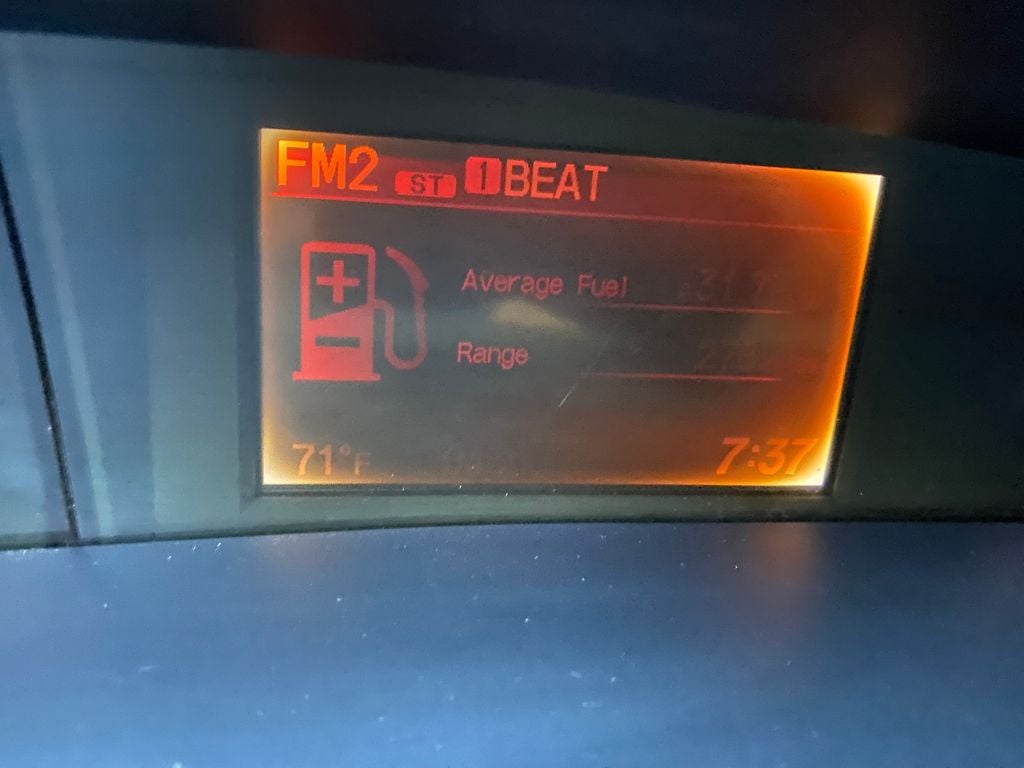 FM2 ST 1 BEAT
Average Fuel
Range
71°F
7:37